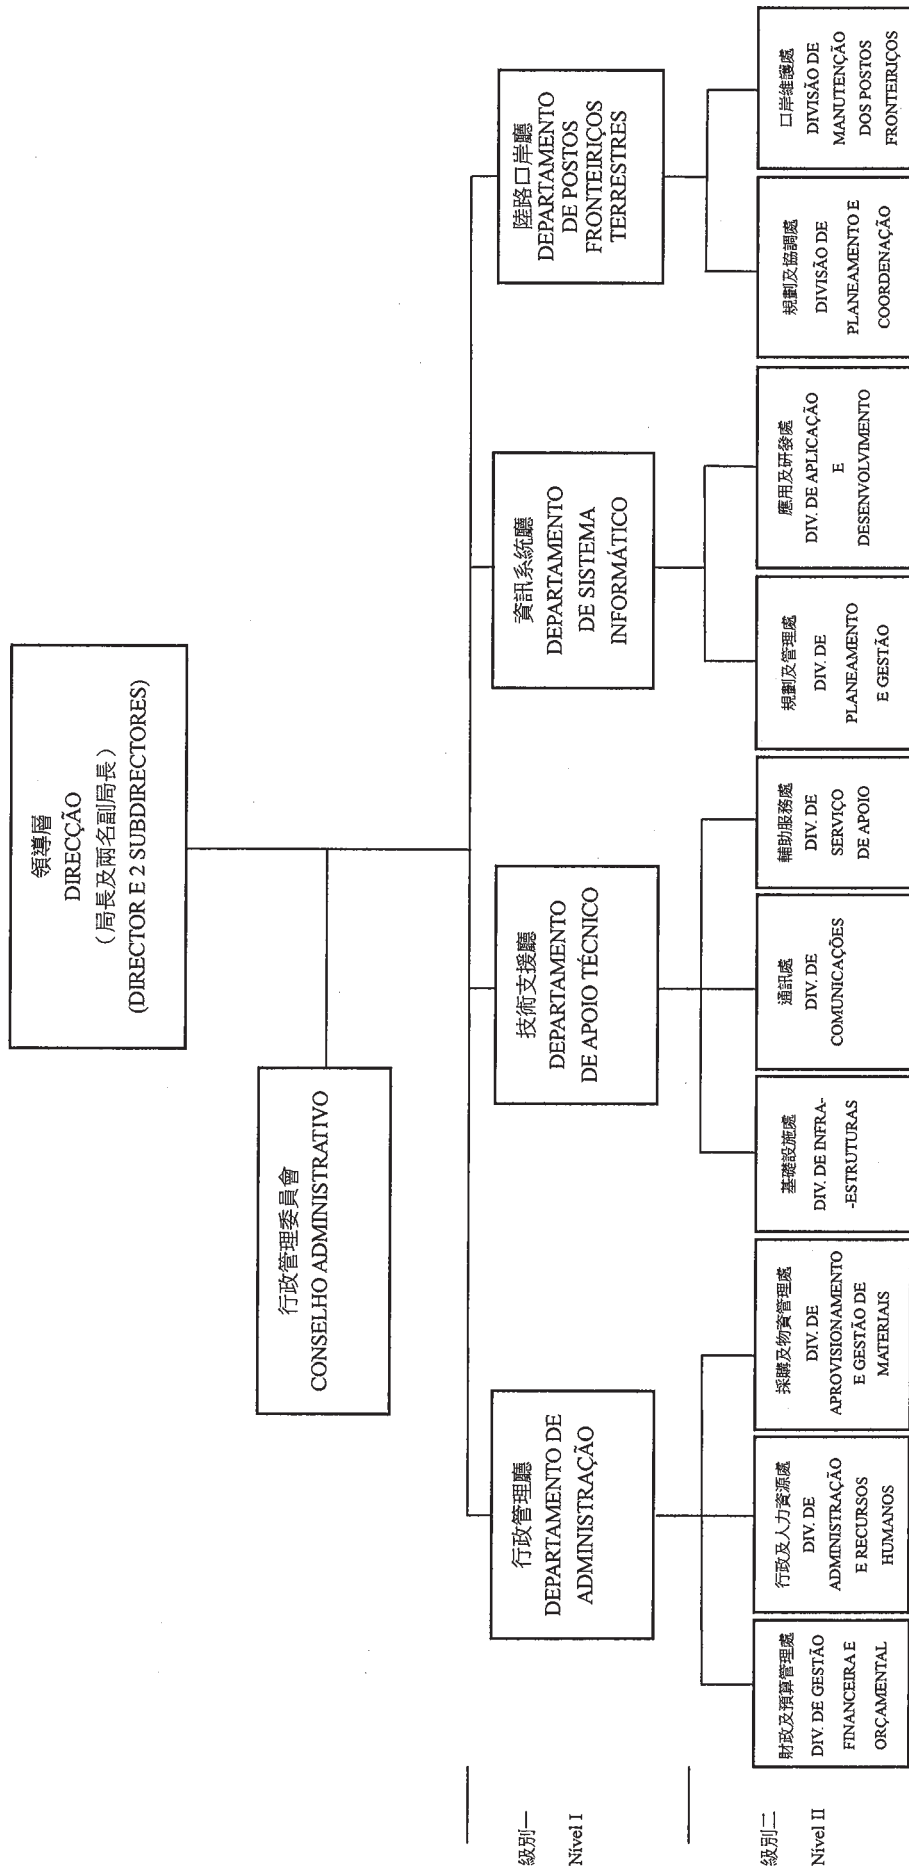 領導層
DIRECÇÃO
（局長及兩名副局長）
(DIRECTOR E 2 SUBDIRECTORES)
行政管理委員會
CONSELHO ADMINISTRATIVO
級別一
Nível I
行政管理廳
DEPARTAMENTO DE
ADMINISTRAÇÃO
技術支援廳
DEPARTAMENTO
DE APOIO TÉCNICO
資訊系統廳
DEPARTAMENTO
DE SISTEMA
INFORMÁTICO
陸路口岸廳
DEPARTAMENTO
DE POSTOS
FRONTEIRIÇOS
TERRESTRES
級別二
Nível II
財政及預算管理處
DIV. DE GESTÃO
FINANCEIRA E
ORÇAMENTAL
行政及人力資源處
DIV. DE
ADMINISTRAÇÃO
E RECURSOS
HUMANOS
採購及物資管理處
DIV. DE
APROVISIONAMENTO
E GESTÃO DE
MATERIAIS
基礎設施處
DIV. DE INFRA-
-ESTRUTURAS
通訊處
DIV. DE
COMUNICAÇÕES
輔助服務處
DIV. DE
SERVIÇO
DE APOIO
規劃及管理處
DIV. DE
PLANEAMENTO
E GESTÃO
應用及研發處
DIV. DE APLICAÇÃO
E
DESENVOLVIMENTO
規劃及協調處
DIVISÃO DE
PLANEAMENTO E
COORDENAÇÃO
口岸維護處
DIVISÃO DE
MANUTENÇÃO
DOS POSTOS
FRONTEIRIÇOS